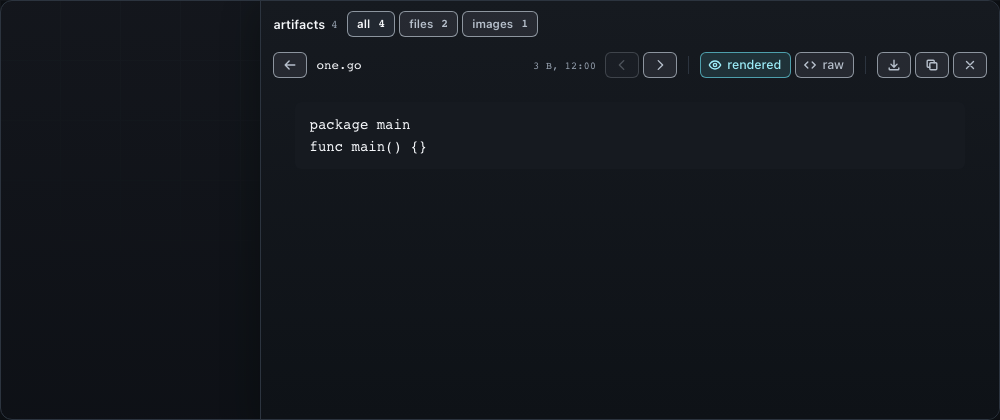 artifacts 4 all 4 files 2 images 1
one.go 3 B, 12:00 rendered raw
package main
func main() {}